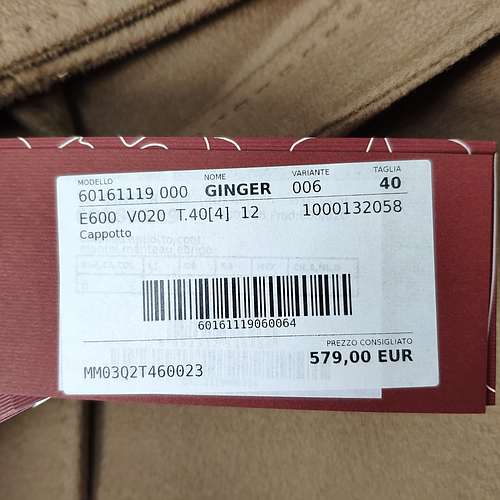 MODELLO NOME VARIANTE TAGLIA
60161119 000 GINGER 006 40
E600 V020 T.40[4] 12 1000132058
Cappotto
60161119060064
PREZZO CONSIGLIATO
579,00 EUR
MM03Q2T460023